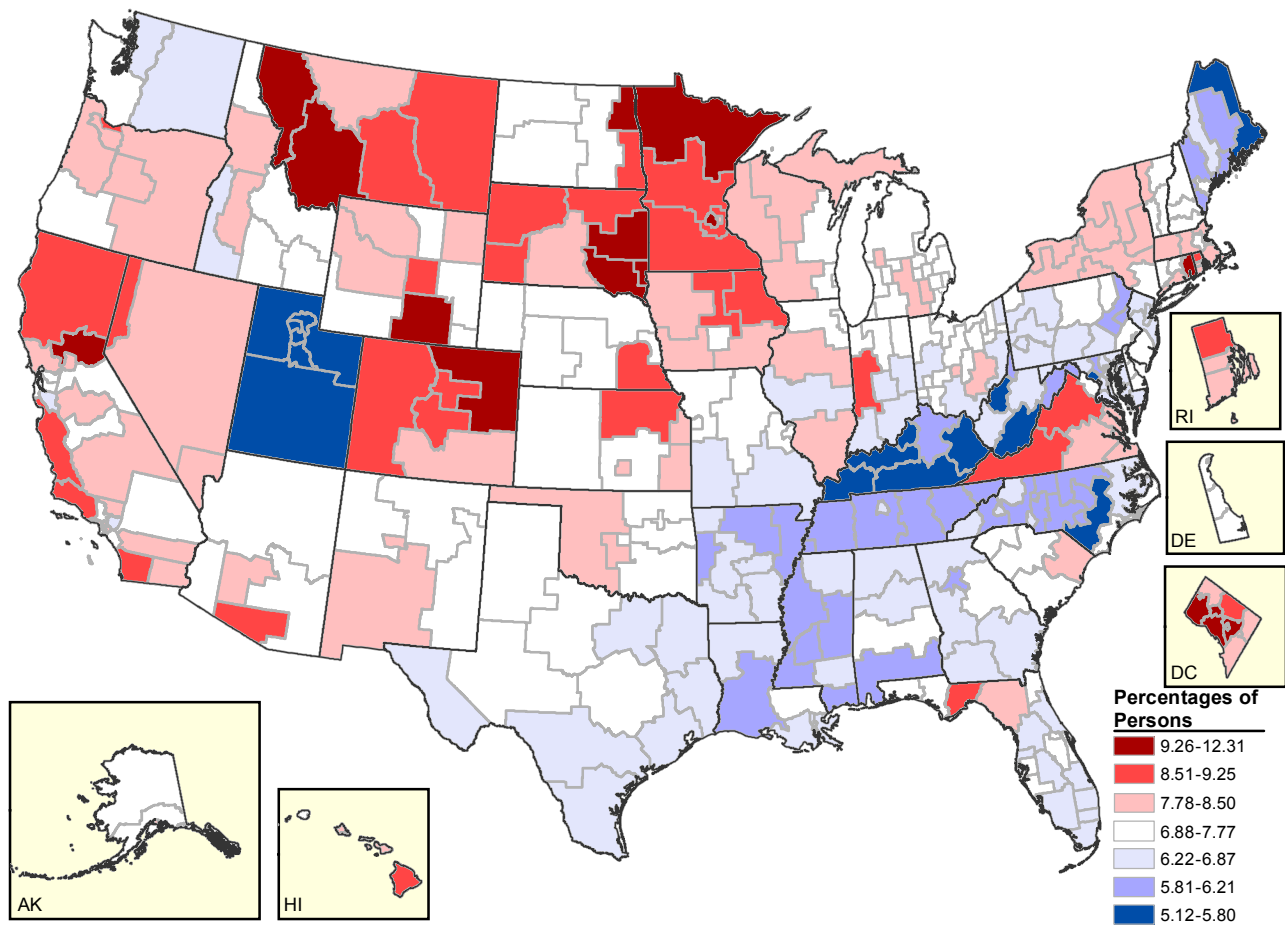 RI
DE
DC
AK
HI
Percentages of
Persons
9.26-12.31
8.51-9.25
7.78-8.50
6.88-7.77
6.22-6.87
5.81-6.21
5.12-5.80